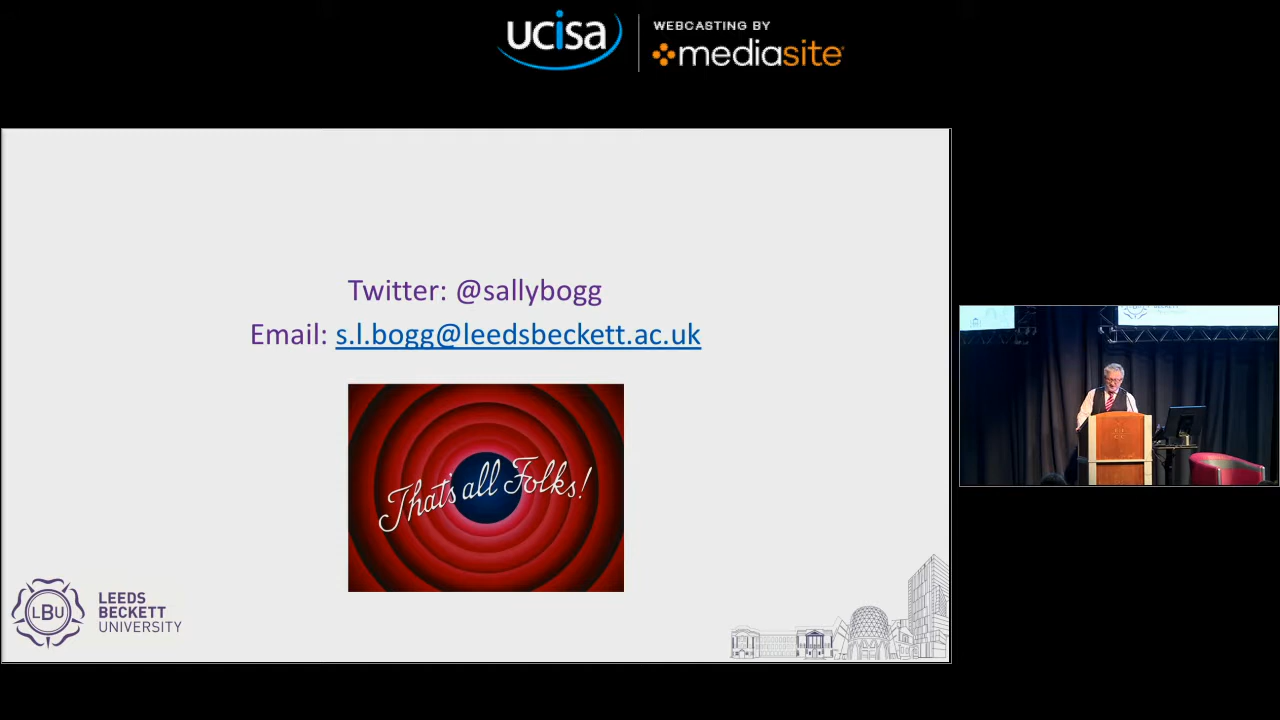 ucisa
WEBCASTING BY
mediasite
Twitter: @sallybogg
Email: s.l.bogg@leedsbeckett.ac.uk
That's all Folks!
LBU
LEEDS
BECKETT
UNIVERSITY